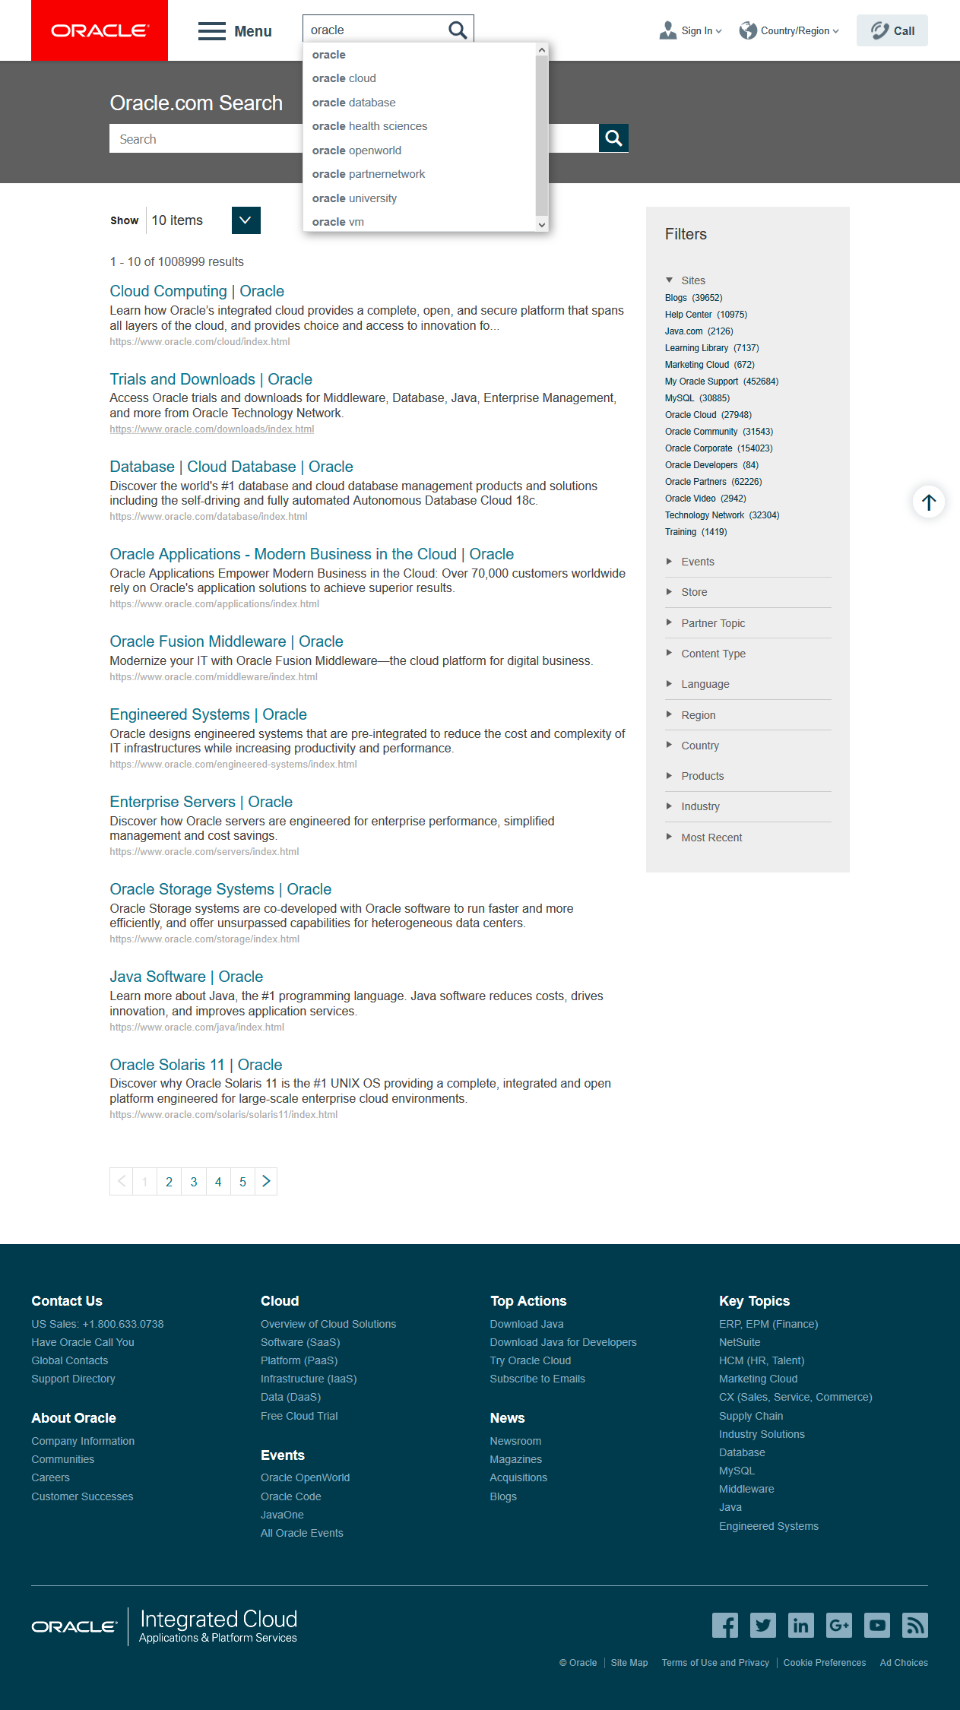 ORACLE
Menu
oracle
Sign In
Country/Region
Call
oracle
oracle cloud
oracle database
oracle health sciences
oracle openworld
oracle partnernetwork
oracle university
oracle vm
Oracle.com Search
Search
Show 10 items
1 - 10 of 1008999 results
Cloud Computing | Oracle
Learn how Oracle's integrated cloud provides a complete, open, and secure platform that spans
all layers of the cloud, and provides choice and access to innovation fo...
https://www.oracle.com/cloud/index.html
Trials and Downloads | Oracle
Access Oracle trials and downloads for Middleware, Database, Java, Enterprise Management,
and more from Oracle Technology Network.
https://www.oracle.com/downloads/index.html
Database | Cloud Database | Oracle
Discover the world's #1 database and cloud database management products and solutions
including the self-driving and fully automated Autonomous Database Cloud 18c.
https://www.oracle.com/database/index.html
Oracle Applications - Modern Business in the Cloud | Oracle
Oracle Applications Empower Modern Business in the Cloud: Over 70,000 customers worldwide
rely on Oracle's application solutions to achieve superior results.
https://www.oracle.com/applications/index.html
Oracle Fusion Middleware | Oracle
Modernize your IT with Oracle Fusion Middleware—the cloud platform for digital business.
https://www.oracle.com/middleware/index.html
Engineered Systems | Oracle
Oracle designs engineered systems that are pre-integrated to reduce the cost and complexity of
IT infrastructures while increasing productivity and performance.
https://www.oracle.com/engineered-systems/index.html
Enterprise Servers | Oracle
Discover how Oracle servers are engineered for enterprise performance, simplified
management and cost savings.
https://www.oracle.com/servers/index.html
Oracle Storage Systems | Oracle
Oracle Storage systems are co-developed with Oracle software to run faster and more
efficiently, and offer unsurpassed capabilities for heterogeneous data centers.
https://www.oracle.com/storage/index.html
Java Software | Oracle
Learn more about Java, the #1 programming language. Java software reduces costs, drives
innovation, and improves application services.
https://www.oracle.com/java/index.html
Oracle Solaris 11 | Oracle
Discover why Oracle Solaris 11 is the #1 UNIX OS providing a complete, integrated and open
platform engineered for large-scale enterprise cloud environments.
https://www.oracle.com/solaris/solaris11/index.html
1 2 3 4 5
Filters
Sites
Blogs (39652)
Help Center (10975)
Java.com (2126)
Learning Library (7137)
Marketing Cloud (672)
My Oracle Support (452684)
MySQL (30885)
Oracle Cloud (27948)
Oracle Community (31543)
Oracle Corporate (154023)
Oracle Developers (84)
Oracle Partners (62226)
Oracle Video (2942)
Technology Network (32304)
Training (1419)
Events
Store
Partner Topic
Content Type
Language
Region
Country
Products
Industry
Most Recent
Contact Us
US Sales: +1.800.633.0738
Have Oracle Call You
Global Contacts
Support Directory
About Oracle
Company Information
Communities
Careers
Customer Successes
Cloud
Overview of Cloud Solutions
Software (SaaS)
Platform (PaaS)
Infrastructure (IaaS)
Data (DaaS)
Free Cloud Trial
Events
Oracle OpenWorld
Oracle Code
JavaOne
All Oracle Events
Top Actions
Download Java
Download Java for Developers
Try Oracle Cloud
Subscribe to Emails
News
Newsroom
Magazines
Acquisitions
Blogs
Key Topics
ERP, EPM (Finance)
NetSuite
HCM (HR, Talent)
Marketing Cloud
CX (Sales, Service, Commerce)
Supply Chain
Industry Solutions
Database
MySQL
Middleware
Java
Engineered Systems
ORACLE
Integrated Cloud
Applications & Platform Services
© Oracle | Site Map Terms of Use and Privacy | Cookie Preferences Ad Choices